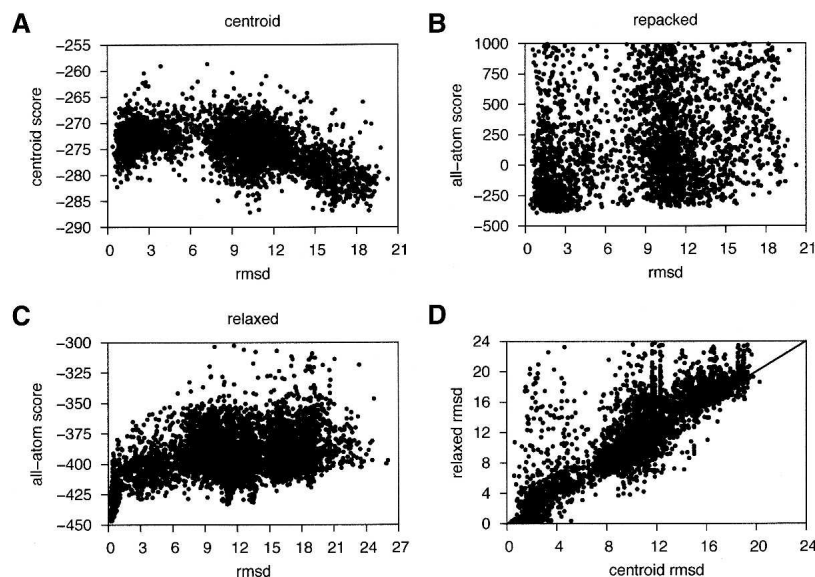 A
centroid
centroid score
−255
−260
−265
−270
−275
−280
−285
−290
0 3 6 9 12 15 18 21
rmsd
B
repacked
all−atom score
1000
750
500
250
0
−250
−500
0 3 6 9 12 15 18 21
rmsd
C
relaxed
all−atom score
−300
−325
−350
−375
−400
−425
−450
0 3 6 9 12 15 18 21 24 27
rmsd
D
relaxed rmsd
24
20
16
12
8
4
0
0 4 8 12 16 20 24
centroid rmsd